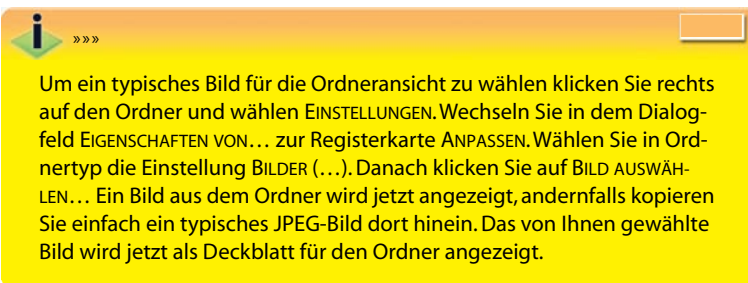 »»»
Um ein typisches Bild für die Ordneransicht zu wählen klicken Sie rechts
auf den Ordner und wählen EINSTELLUNGEN. Wechseln Sie in dem Dialog-
feld EIGENSCHAFTEN VON… zur Registerkarte ANPASSEN. Wählen Sie in Ord-
nertyp die Einstellung BILDER (…). Danach klicken Sie auf BILD AUSWÄH-
LEN… Ein Bild aus dem Ordner wird jetzt angezeigt, andernfalls kopieren
Sie einfach ein typisches JPEG-Bild dort hinein. Das von Ihnen gewählte
Bild wird jetzt als Deckblatt für den Ordner angezeigt.